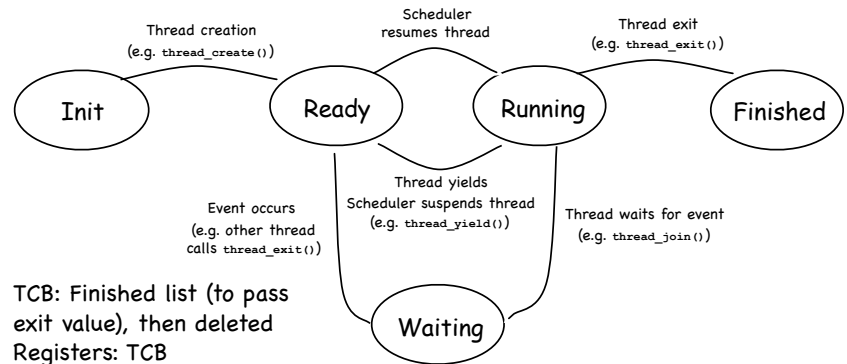 Thread creation
(e.g. thread_create())
Scheduler
resumes thread
Thread exit
(e.g. thread_exit())
Init
Ready
Running
Finished
Thread yields
Scheduler suspends thread
(e.g. thread_yield())
Event occurs
(e.g. other thread
calls thread_exit())
Thread waits for event
(e.g. thread_join())
Waiting
TCB: Finished list (to pass
exit value), then deleted
Registers: TCB